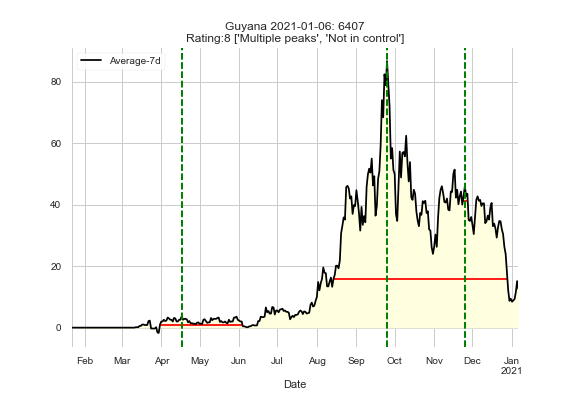 Guyana 2021-01-06: 6407
Rating:8 ['Multiple peaks', 'Not in control']
Average-7d
80
60
40
20
0
Feb Mar Apr May Jun Jul Aug Sep Oct Nov Dec Jan
2021
Date